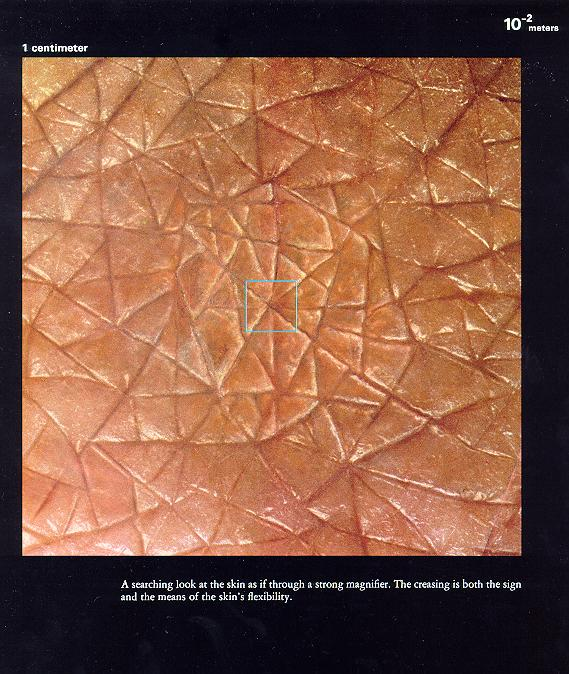 10⁻² meters
1 centimeter
A searching look at the skin as if through a strong magnifier. The creasing is both the sign
and the means of the skin's flexibility.